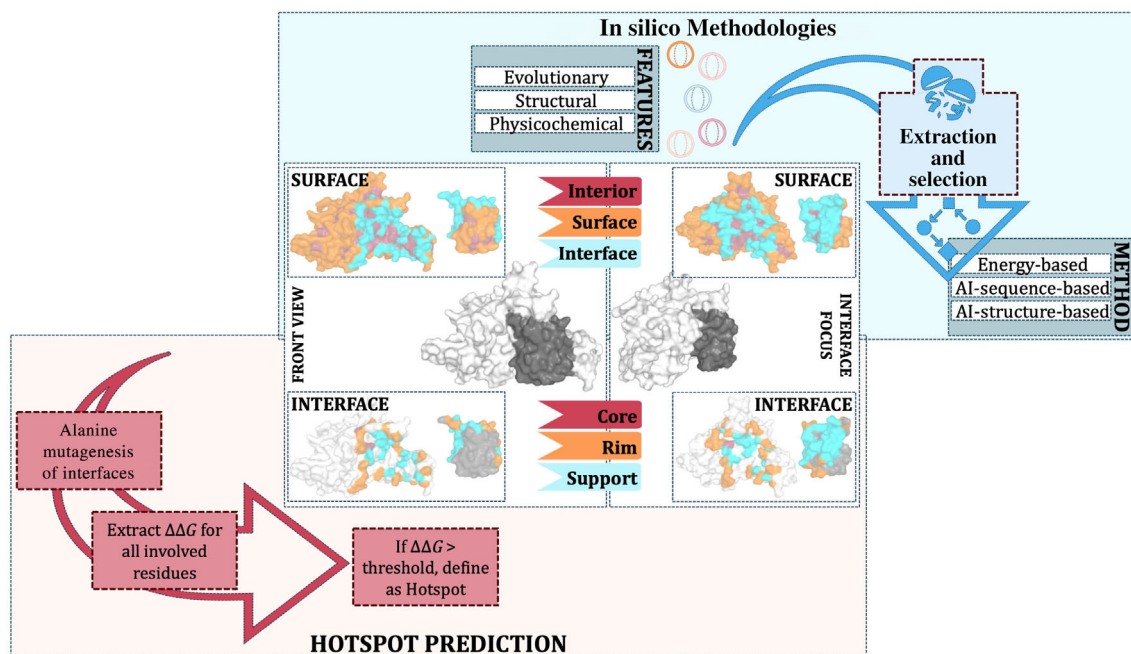 In silico Methodologies
FEATURES
Evolutionary
Structural
Physicochemical
Extraction
and
selection
METHOD
Energy-based
AI-sequence-based
AI-structure-based
SURFACE
Interior
Surface
Interface
SURFACE
FRONT VIEW
INTERFACE
FOCUS
INTERFACE
Core
Rim
Support
INTERFACE
Alanine
mutagenesis
of interfaces
Extract ΔΔG for
all involved
residues
If ΔΔG >
threshold, define
as Hotspot
HOTSPOT PREDICTION